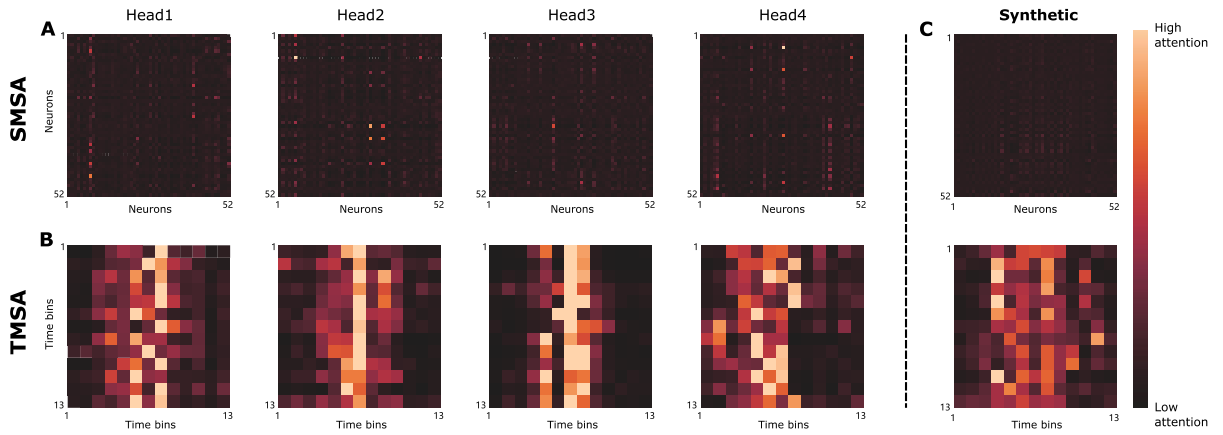 Head1
Head2
Head3
Head4
Synthetic
A
C
High
attention
SMSA
Neurons
1
52
1
52
Neurons
1
52
1
52
Neurons
1
52
1
52
Neurons
1
52
1
52
Neurons
1
52
1
52
Neurons
B
TMSA
Time bins
1
13
1
13
Time bins
1
13
1
13
Time bins
1
13
1
13
Time bins
1
13
1
13
Time bins
1
13
1
13
Time bins
Low
attention